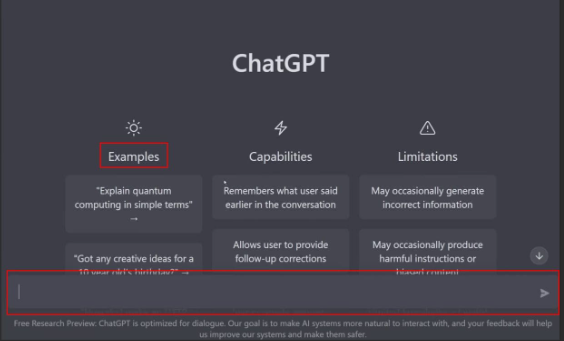 ChatGPT
Examples
Capabilities
Limitations
"Explain quantum
computing in simple terms"
→
Remembers what user said
earlier in the conversation
May occasionally generate
incorrect information
"Got any creative ideas for a
10 year old's birthday?" →
Allows user to provide
follow-up corrections
May occasionally produce
harmful instructions or
biased content
Free Research Preview: ChatGPT is optimized for dialogue. Our goal is to make AI systems more natural to interact with, and your feedback will help
us improve our systems and make them safer.